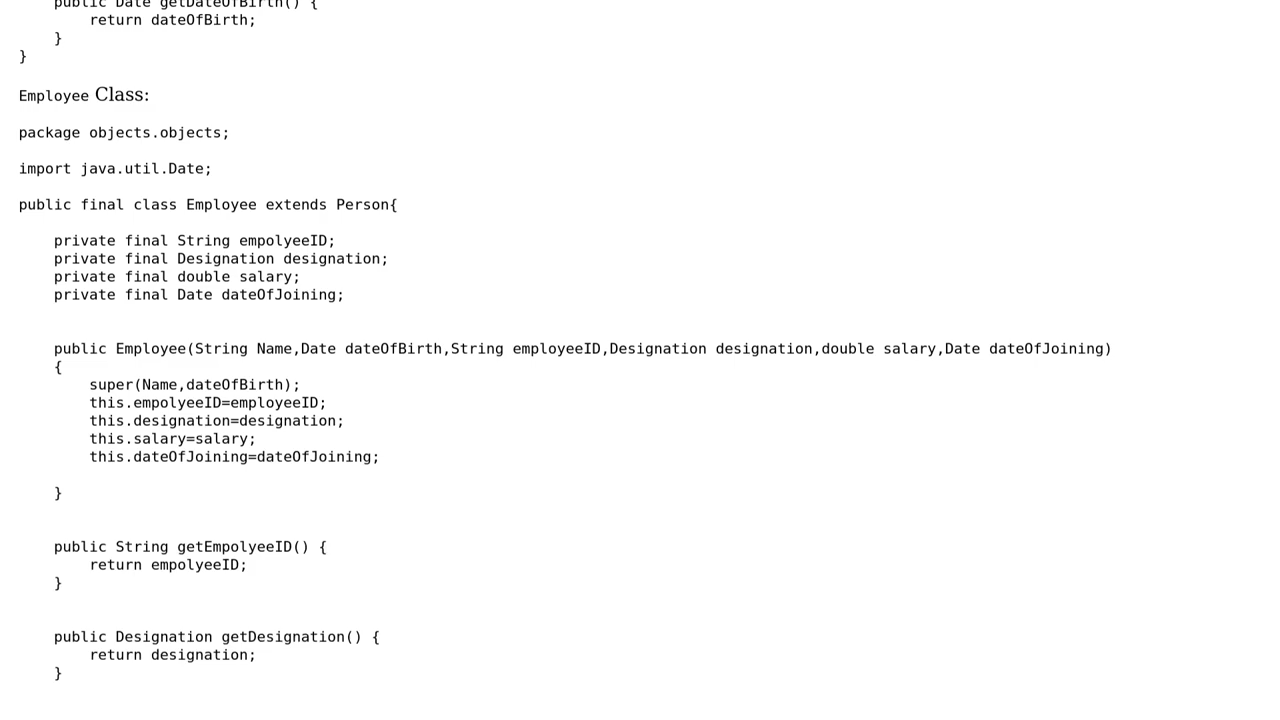 public Date getDateOfBirth() {
        return dateOfBirth;
    }
}
Employee Class:
package objects.objects;
import java.util.Date;
public final class Employee extends Person{
    private final String empolyeeID;
    private final Designation designation;
    private final double salary;
    private final Date dateOfJoining;
    public Employee(String Name,Date dateOfBirth,String employeeID,Designation designation,double salary,Date dateOfJoining)
    {
        super(Name,dateOfBirth);
        this.empolyeeID=employeeID;
        this.designation=designation;
        this.salary=salary;
        this.dateOfJoining=dateOfJoining;
    }
    public String getEmpolyeeID() {
        return empolyeeID;
    }
    public Designation getDesignation() {
        return designation;
    }